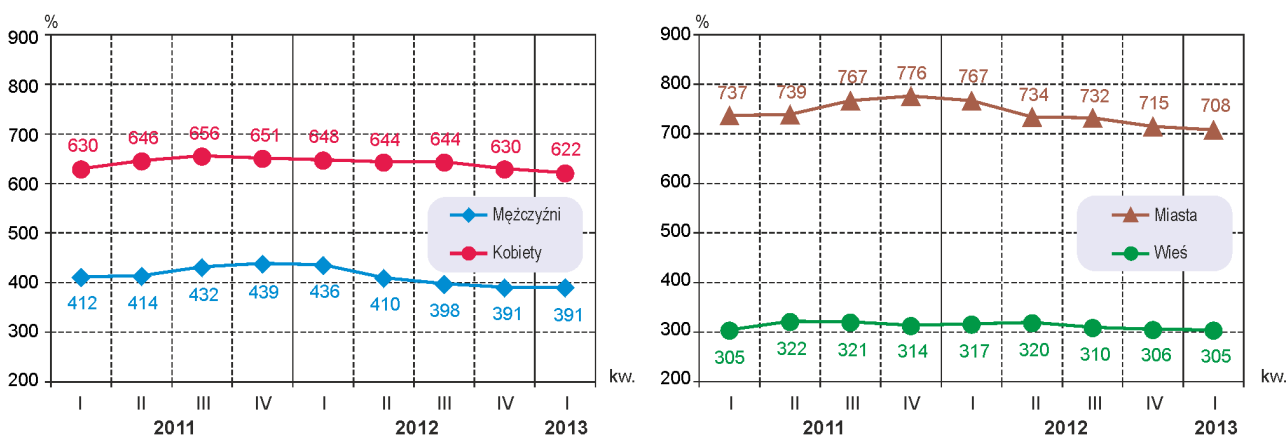 %
900
800
700
600
500
400
300
200
630 646 656 651 648 644 644 630 622
Mężczyźni
Kobiety
412 414 432 439 436 410 398 391 391
kw.
I II III IV I II III IV I
2011 2012 2013
%
900
800
700
600
500
400
300
200
737 739 767 776 767 734 732 715 708
Miasta
Wieś
305 322 321 314 317 320 310 306 305
kw.
I II III IV I II III IV I
2011 2012 2013